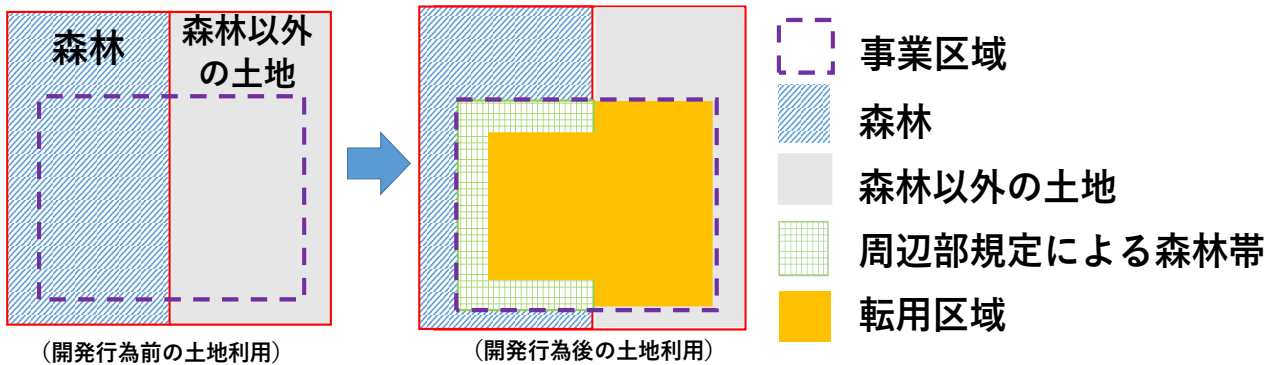 森林
森林以外
の土地
(開発行為前の土地利用)
(開発行為後の土地利用)
事業区域
森林
森林以外の土地
周辺部規定による森林帯
転用区域